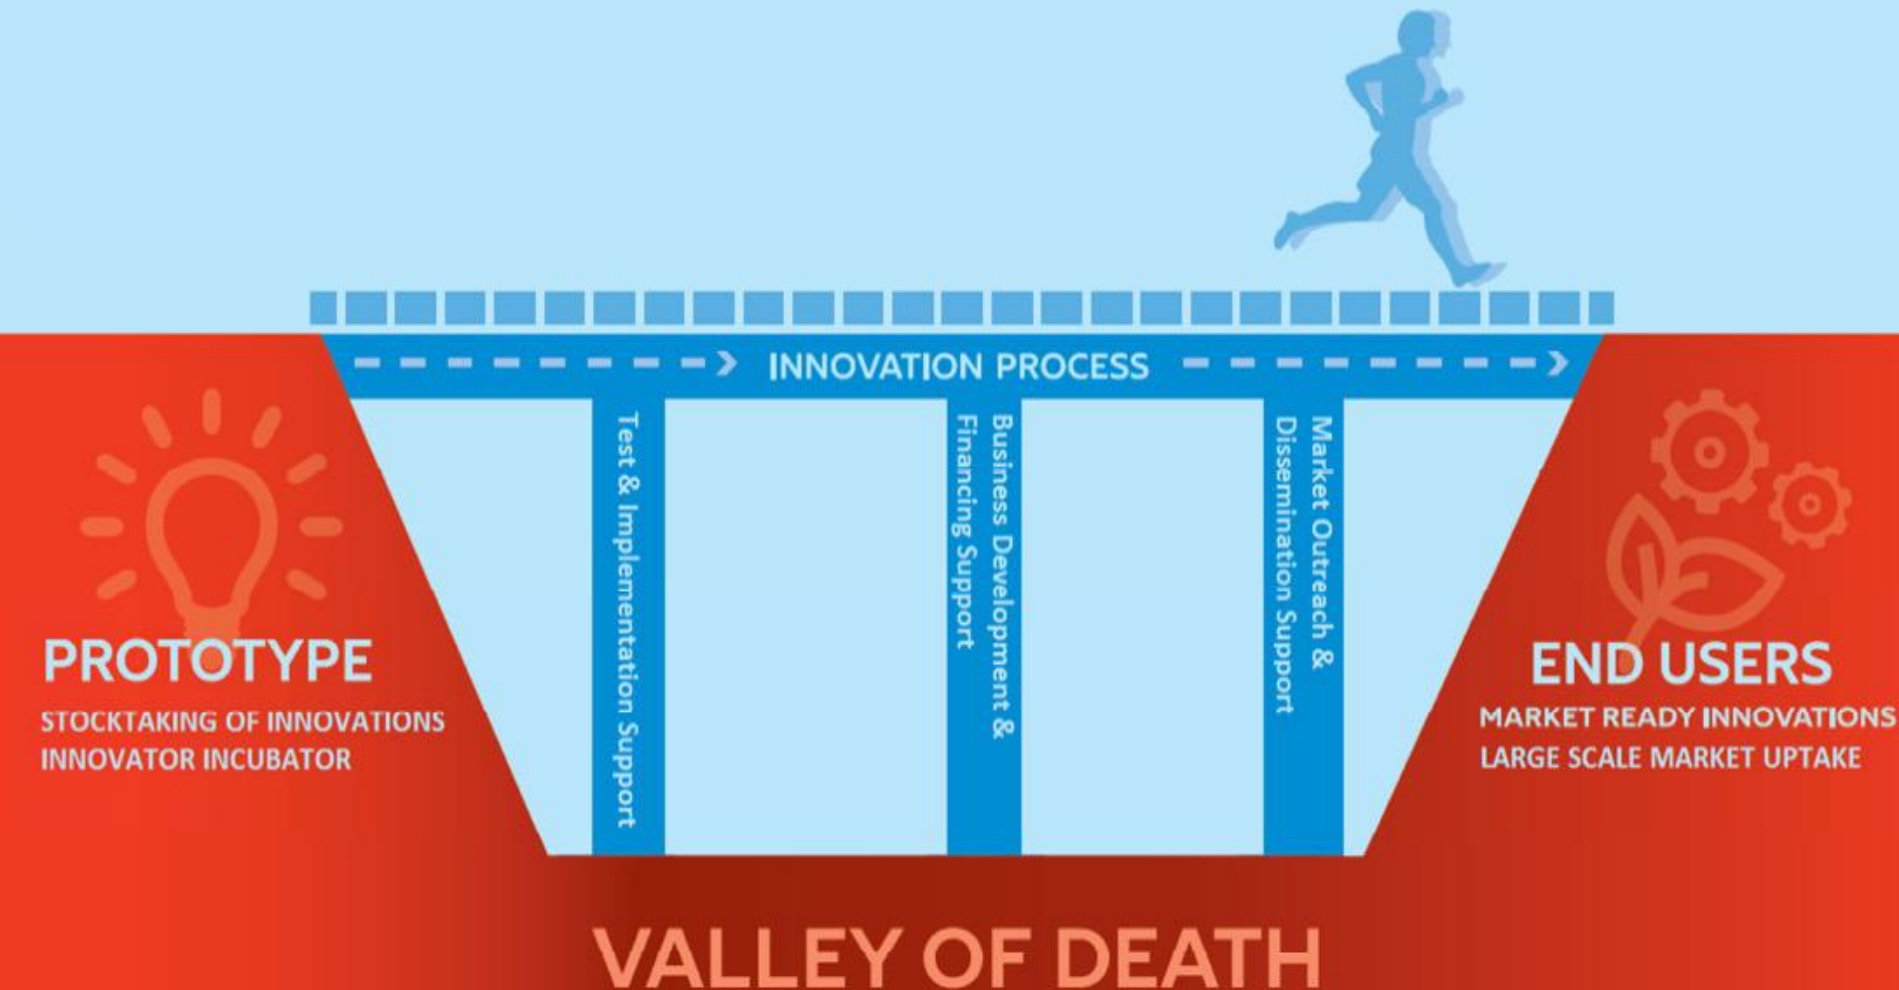 INNOVATION PROCESS
Test & Implementation Support
Business Development &
Financing Support
Market Outreach &
Dissemination Support
PROTOTYPE
STOCKTAKING OF INNOVATIONS
INNOVATOR INCUBATOR
END USERS
MARKET READY INNOVATIONS
LARGE SCALE MARKET UPTAKE
VALLEY OF DEATH